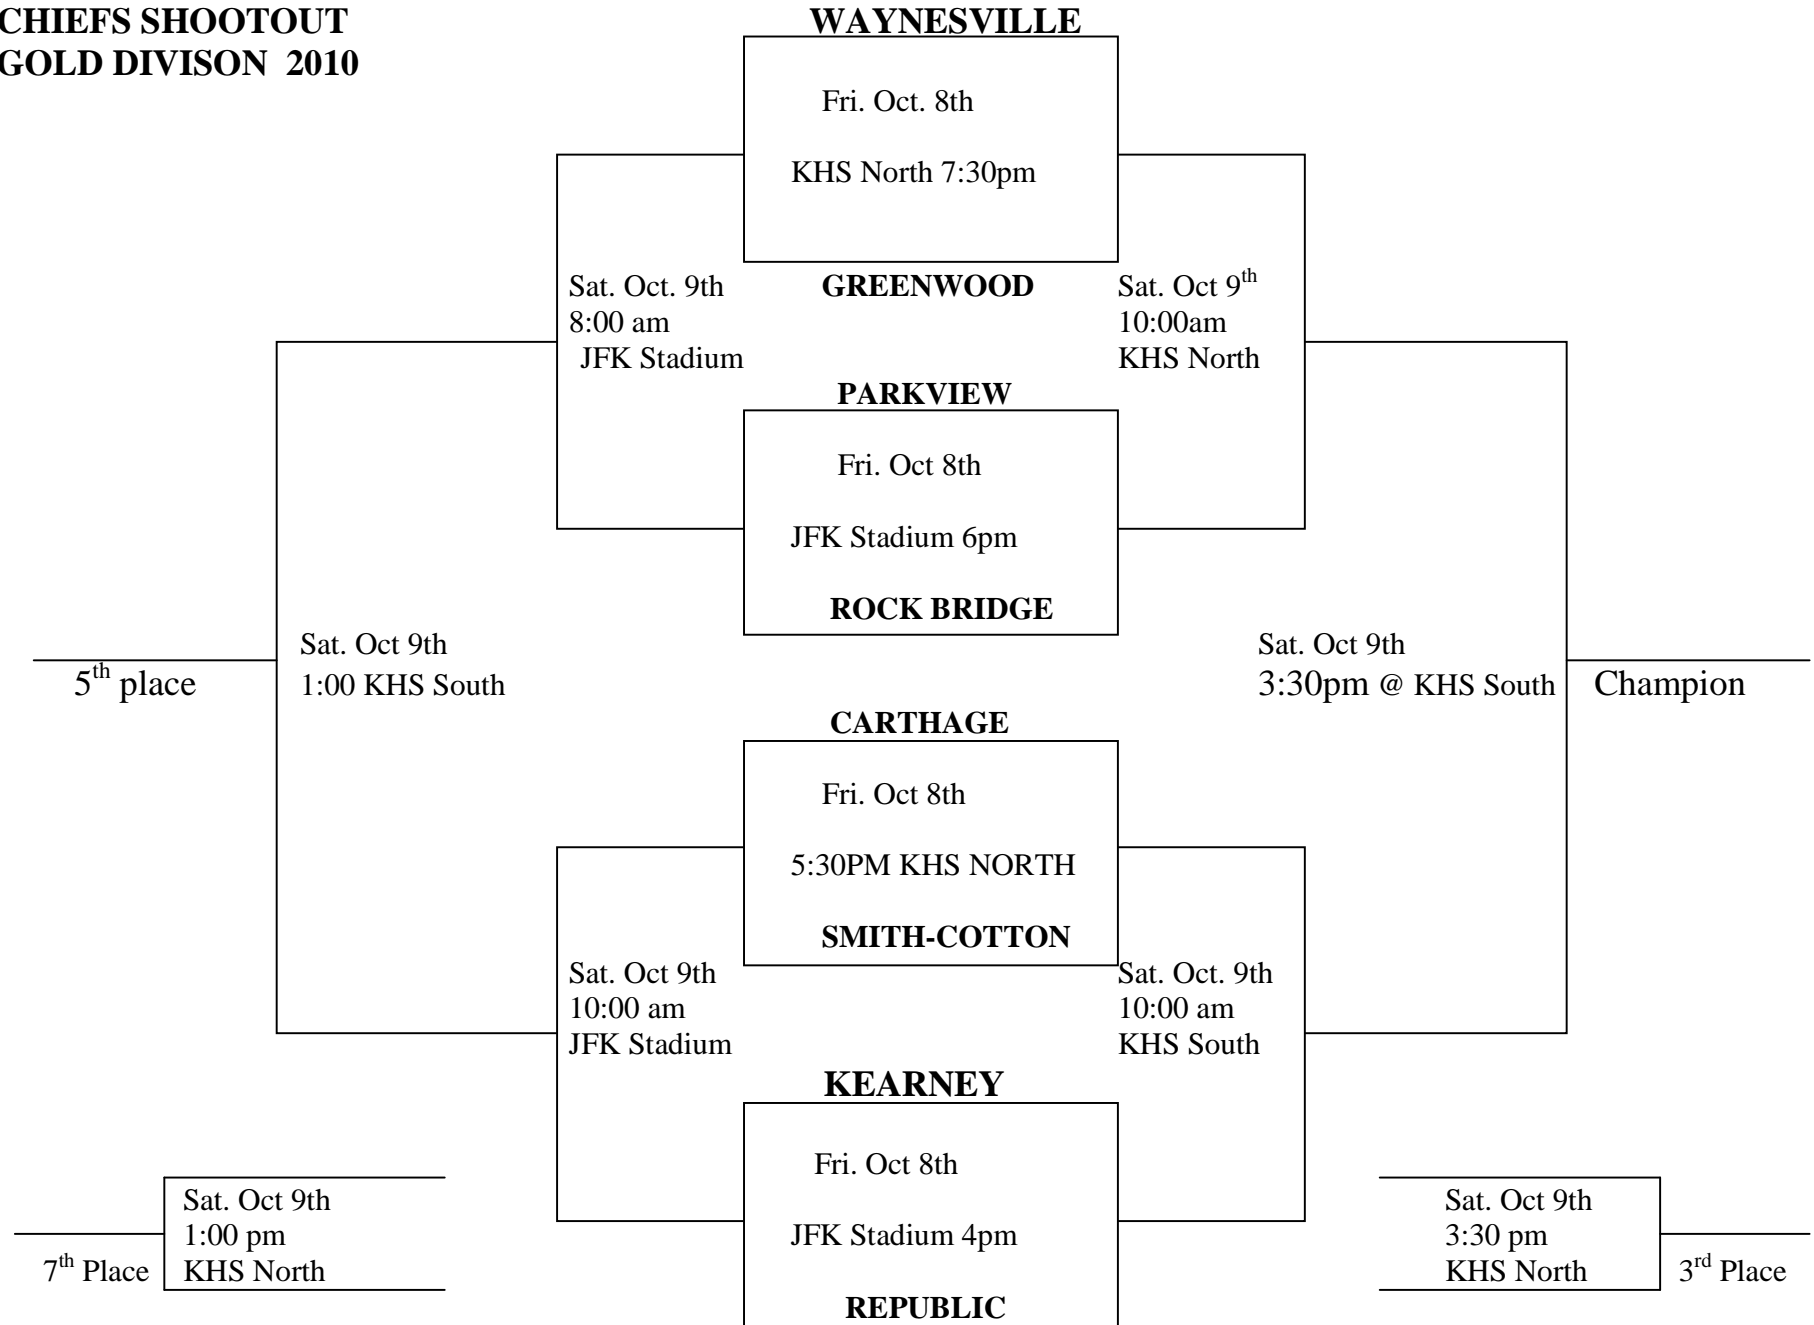 CHIEFS SHOOTOUT
GOLD DIVISON 2010
WAYNESVILLE
Fri. Oct. 8th
KHS North 7:30pm
GREENWOOD
Sat. Oct. 9th
8:00 am
JFK Stadium
Sat. Oct 9th
10:00am
KHS North
PARKVIEW
Fri. Oct 8th
JFK Stadium 6pm
ROCK BRIDGE
5th place
Sat. Oct 9th
1:00 KHS South
Sat. Oct 9th
3:30pm @ KHS South
Champion
CARTHAGE
Fri. Oct 8th
5:30PM KHS NORTH
SMITH-COTTON
Sat. Oct 9th
10:00 am
JFK Stadium
Sat. Oct. 9th
10:00 am
KHS South
KEARNEY
Fri. Oct 8th
JFK Stadium 4pm
REPUBLIC
Sat. Oct 9th
1:00 pm
KHS North
7th Place
Sat. Oct 9th
3:30 pm
KHS North
3rd Place